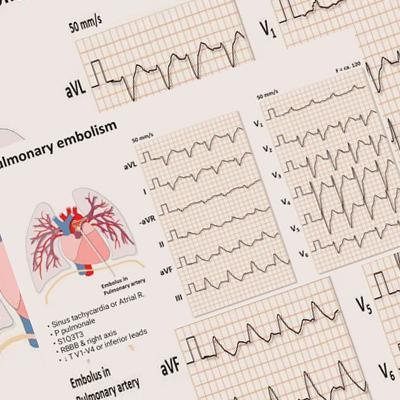 50 mm/s
V1
aVL
F = ca. 120
50 mm/s
ulmonary embolism
50 mm/s
V1
aVL
V2
I
V3
-aVR
V4
II
V5
aVF
V6
III
Embolus in
Pulmonary artery
• Sinus tachycardia or Atrial R.
• P pulmonale
• S1Q3T3
• RBBB & right axis
• ↓ T V1-V4 or inferior leads
Embolus in
Pulmonary artery
aVF
V5
V6